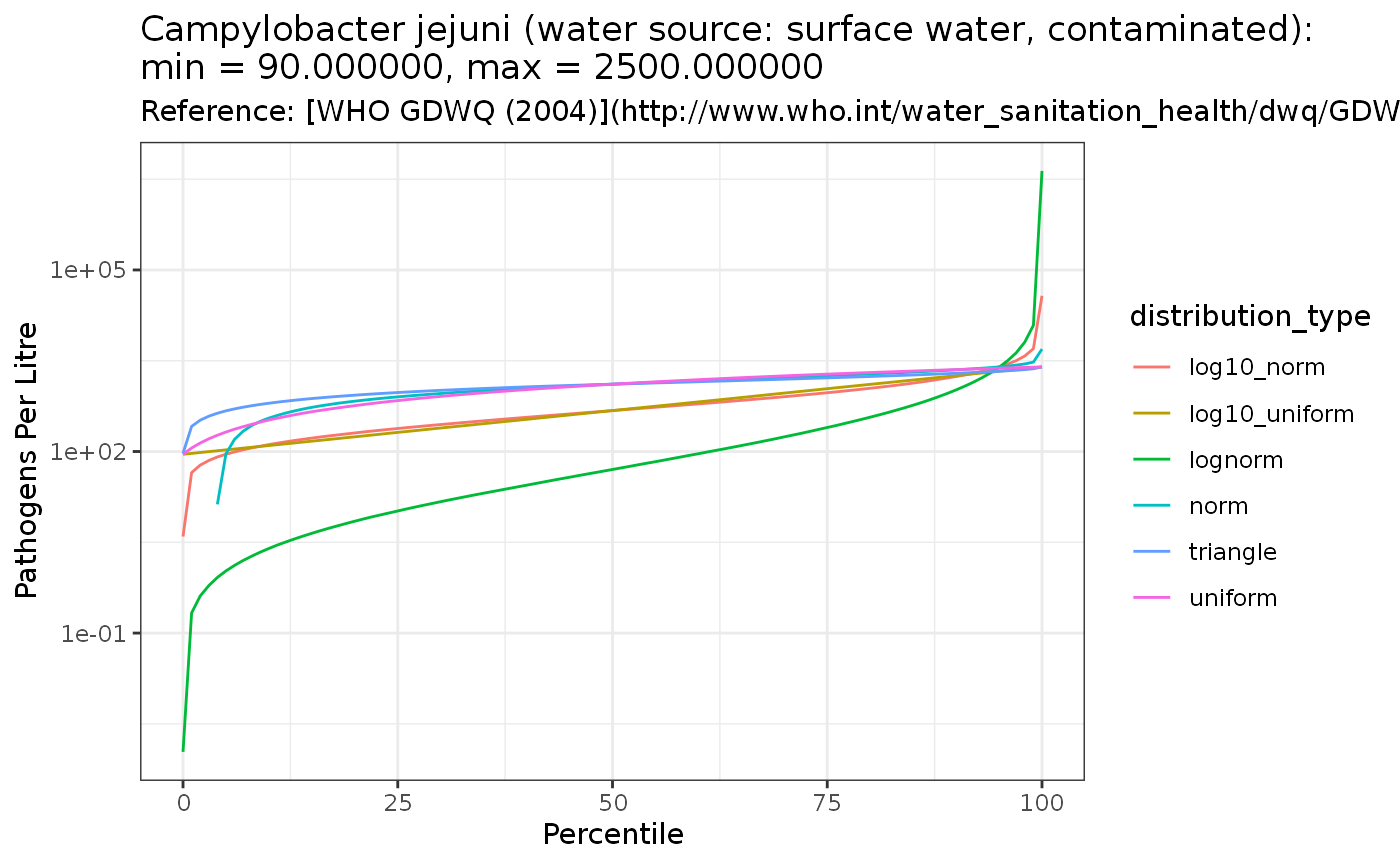 Campylobacter jejuni (water source: surface water, contaminated):
min = 90.000000, max = 2500.000000
Reference: [WHO GDWQ (2004)](http://www.who.int/water_sanitation_health/dwq/GDW
Pathogens Per Litre
1e+05
1e+02
1e-01
0 25 50 75 100
Percentile
distribution_type
log10_norm
log10_uniform
lognorm
norm
triangle
uniform